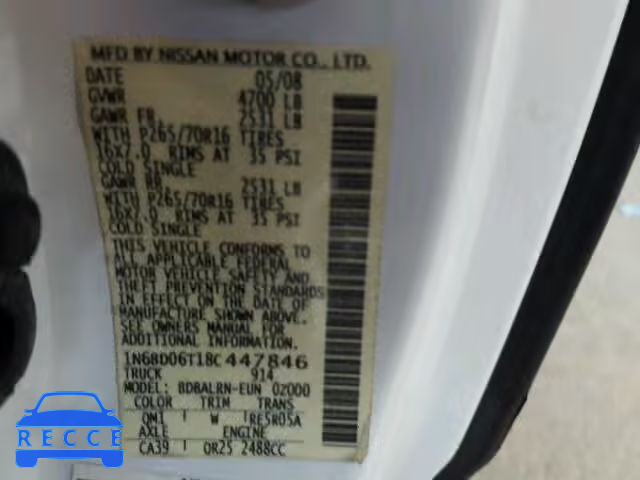 MFD BY NISSAN MOTOR CO., LTD.
DATE 05/08
GVWR 4700 LB
GAWR FR. 2531 LB
WITH P265/70R16 TIRES
16X7.0 RIMS AT 35 PSI
COLD SINGLE
GAWR RR. 2531 LB
WITH P265/70R16 TIRES
16X7.0 RIMS AT 35 PSI
COLD SINGLE
THIS VEHICLE CONFORMS TO
ALL APPLICABLE FEDERAL
MOTOR VEHICLE SAFETY AND
THEFT PREVENTION STANDARDS
IN EFFECT ON THE DATE OF
MANUFACTURE SHOWN ABOVE.
SEE OWNERS MANUAL FOR
ADDITIONAL INFORMATION.
1N6BD06T18C447846
TRUCK 914
MODEL: BDBALRN-EUN 02000
COLOR TRIM TRANS
QM1 W RE5R05A
AXLE ENGINE
CA39 QR25 2488CC
RECCE